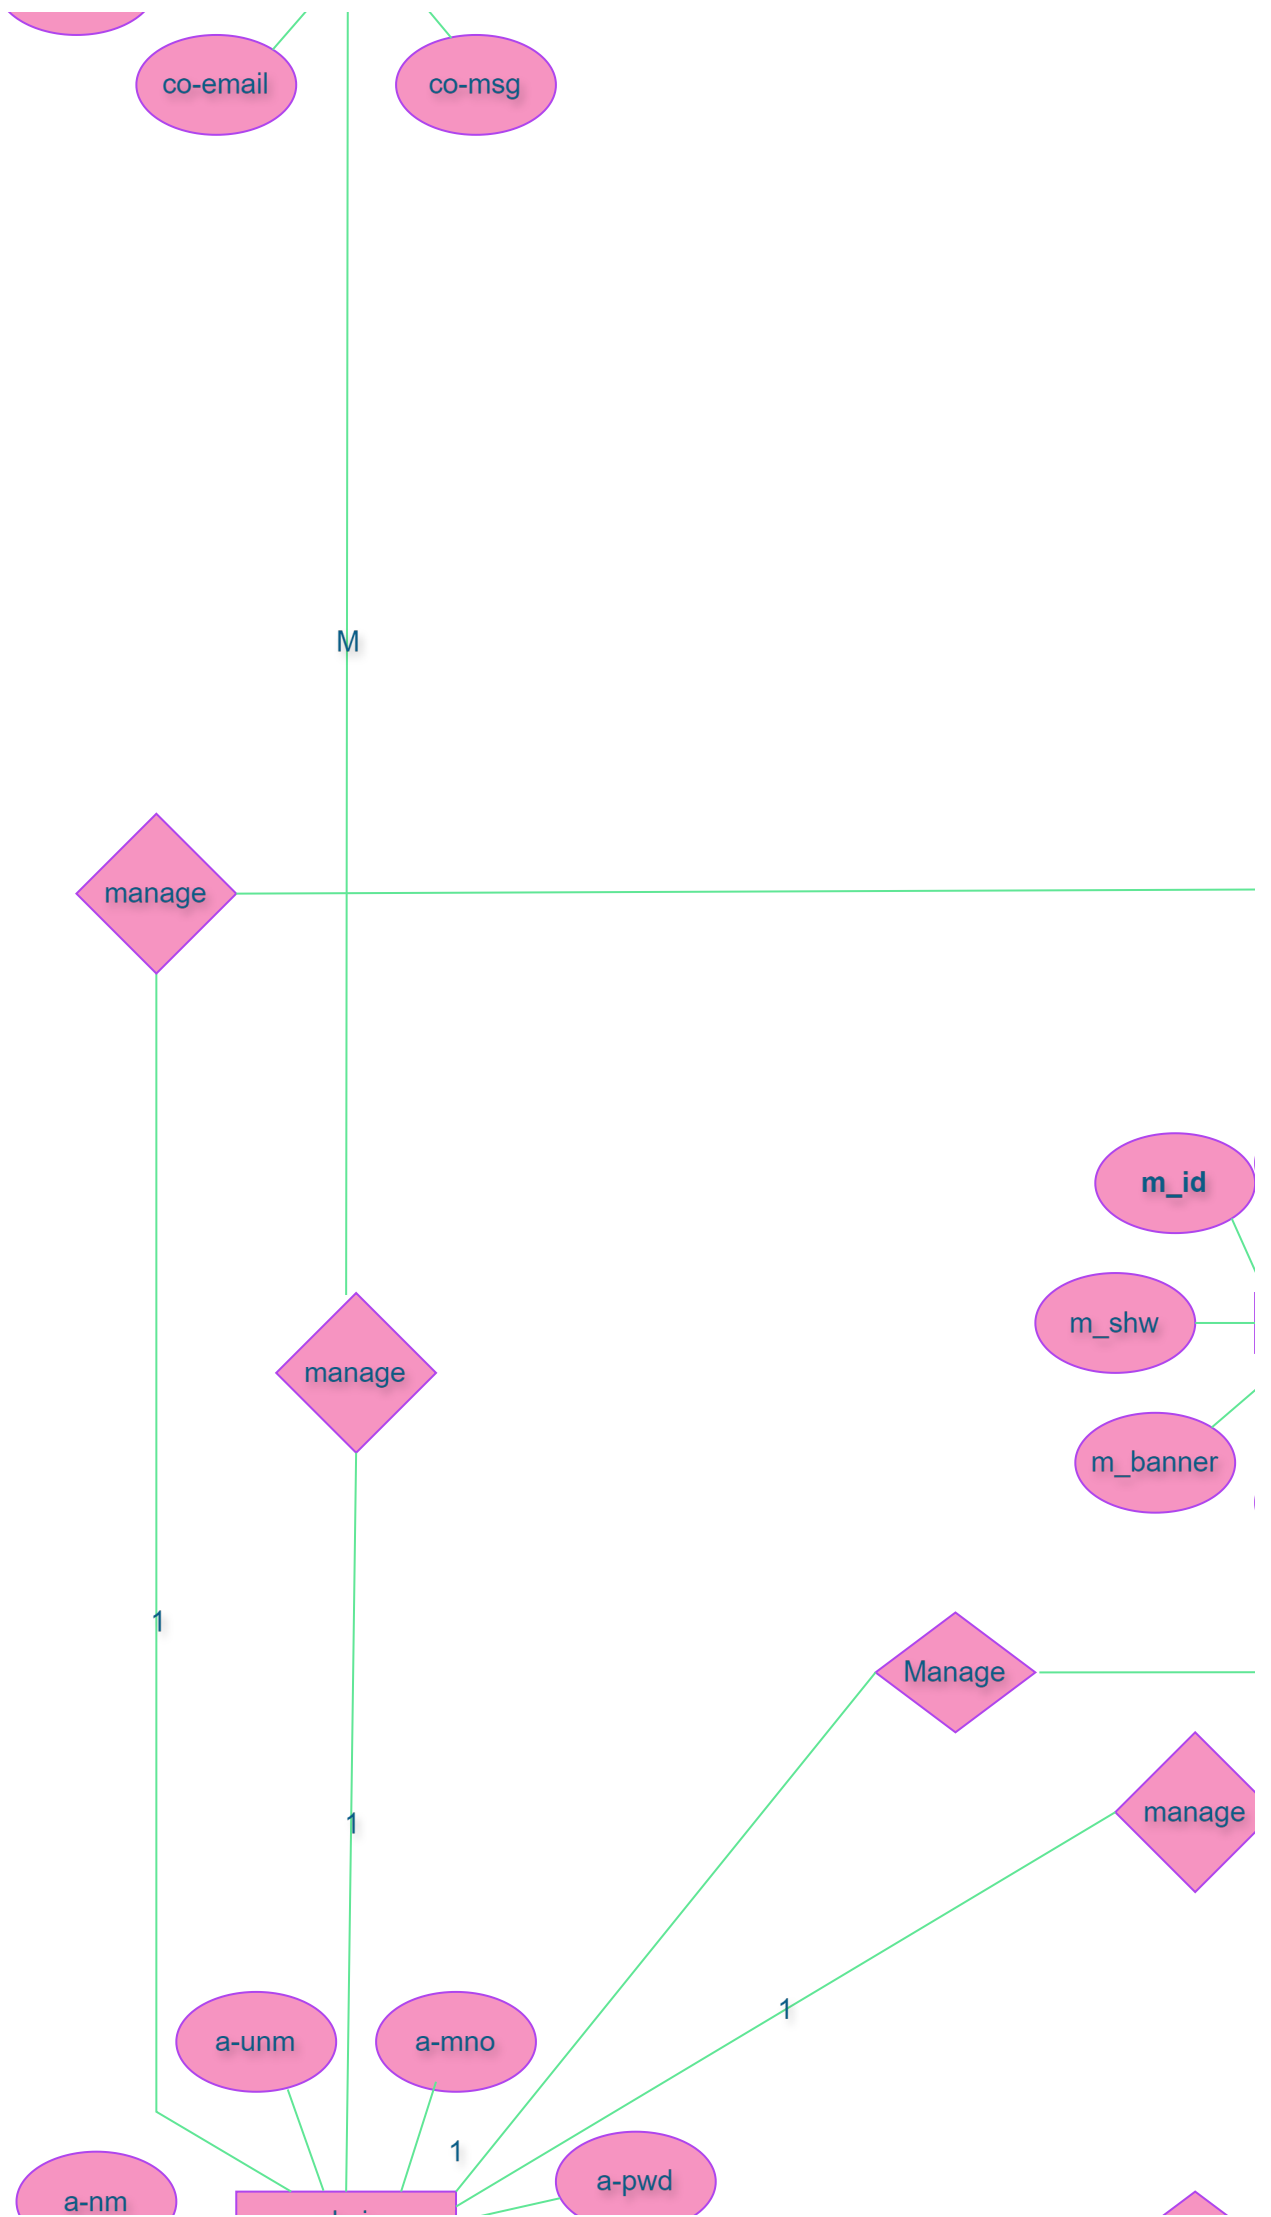 co-email
co-msg
M
manage
m_id
m_shw
manage
m_banner
1
Manage
manage
1
1
a-unm
a-mno
1
a-pwd
a-nm